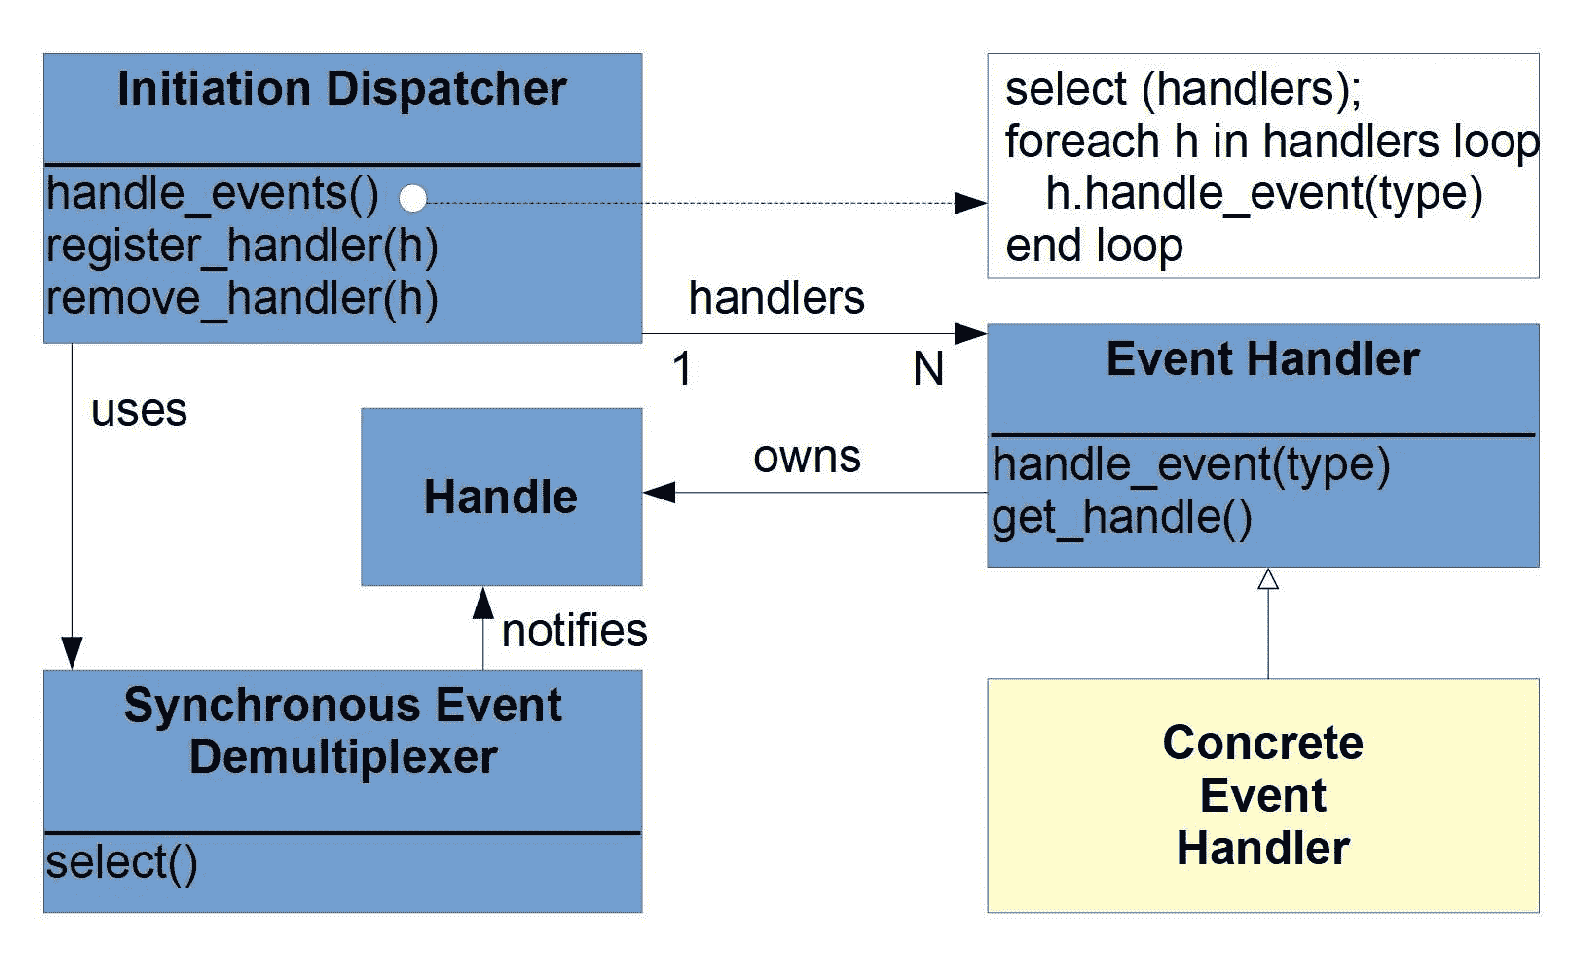 Initiation Dispatcher
handle_events()
register_handler(h)
remove_handler(h)
select (handlers);
foreach h in handlers loop
h.handle_event(type)
end loop
handlers
1
N
Event Handler
handle_event(type)
get_handle()
uses
owns
Handle
notifies
Synchronous Event
Demultiplexer
select()
Concrete
Event
Handler